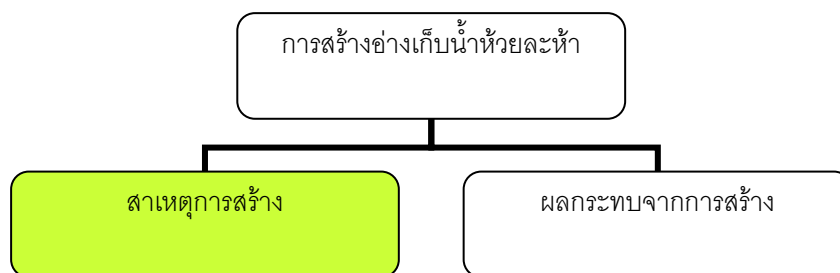 การสร้างอ่างเก็บน้ำห้วยละห้า
สาเหตุการสร้าง
ผลกระทบจากการสร้าง